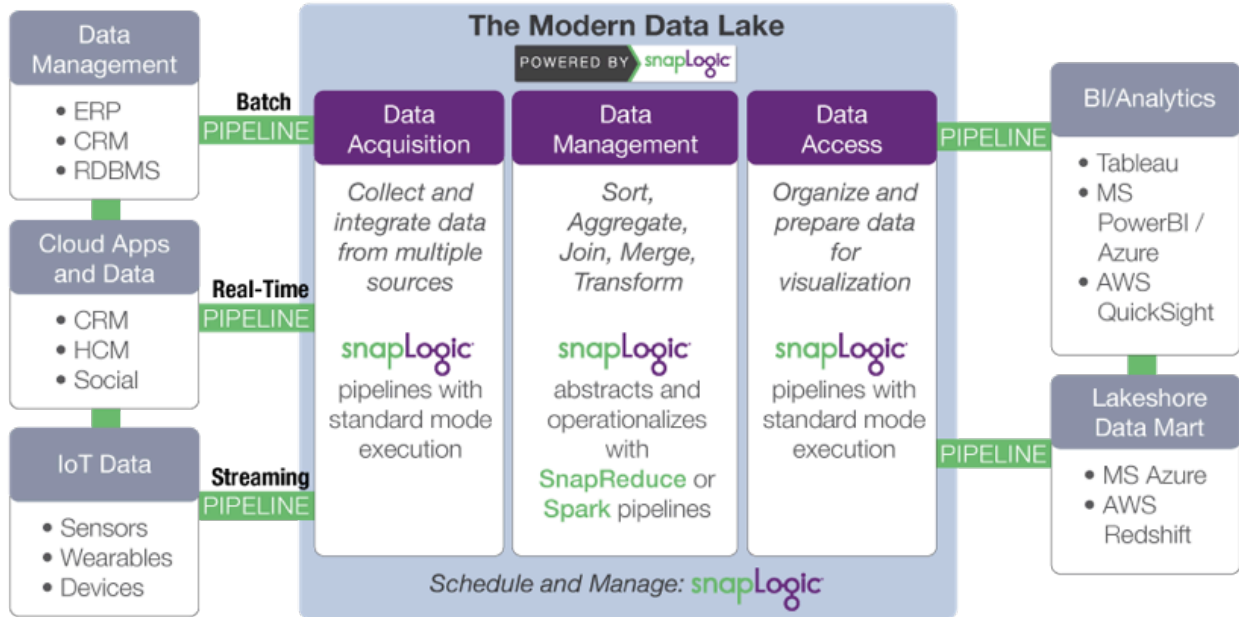 The Modern Data Lake
POWERED BY snapLogic
Data
Management
• ERP
• CRM
• RDBMS
Cloud Apps
and Data
• CRM
• HCM
• Social
IoT Data
• Sensors
• Wearables
• Devices
Batch
PIPELINE
Real-Time
PIPELINE
Streaming
PIPELINE
Data
Acquisition
Collect and
integrate data
from multiple
sources
snapLogic
pipelines with
standard mode
execution
Data
Management
Sort,
Aggregate,
Join, Merge,
Transform
snapLogic
abstracts and
operationalizes
with
SnapReduce or
Spark pipelines
Data
Access
Organize and
prepare data
for
visualization
snapLogic
pipelines with
standard mode
execution
Schedule and Manage: snapLogic
PIPELINE
PIPELINE
BI/Analytics
• Tableau
• MS
PowerBI /
Azure
• AWS
QuickSight
Lakeshore
Data Mart
• MS Azure
• AWS
Redshift